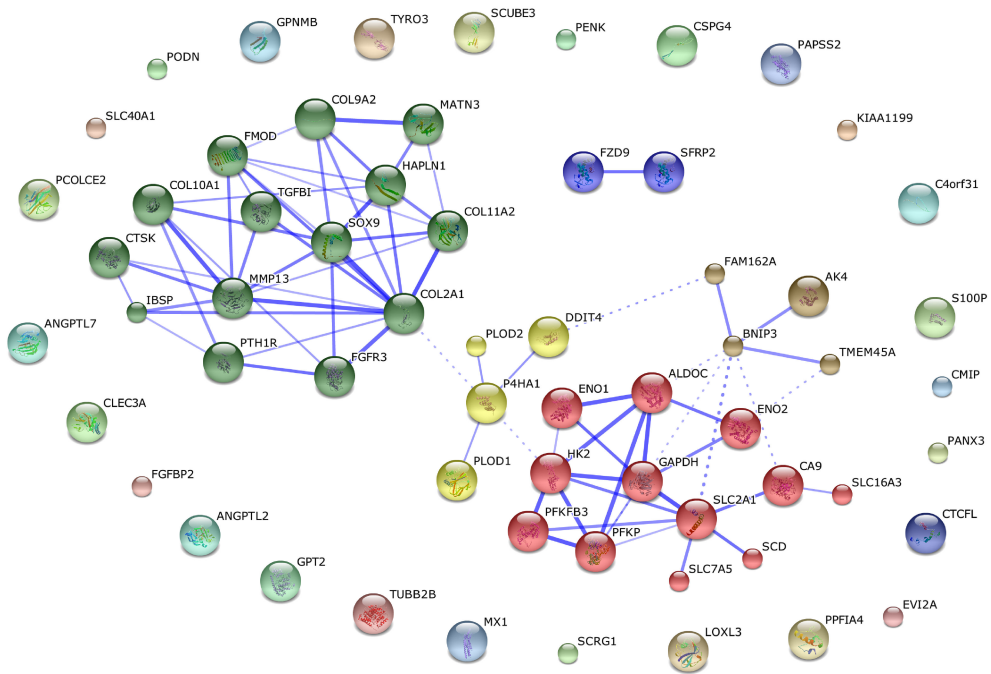 GPNMB
TYRO3
SCUBE3
PENK
CSPG4
PODN
PAPSS2
COL9A2
MATN3
SLC40A1
KIAA1199
FMOD
FZD9
SFRP2
HAPLN1
PCOLCE2
COL10A1
TGFBI
C4orf31
COL11A2
SOX9
CTSK
FAM162A
AK4
MMP13
COL2A1
IBSP
S100P
ANGPTL7
DDIT4
PLOD2
BNIP3
PTH1R
FGFR3
TMEM45A
P4HA1
ENO1
ALDOC
CMIP
CLEC3A
ENO2
PANX3
HK2
GAPDH
CA9
FGFBP2
PLOD1
SLC16A3
SLC2A1
ANGPTL2
PFKFB3
PFKP
CTCFL
SCD
GPT2
SLC7A5
TUBB2B
EVI2A
MX1
SCRG1
LOXL3
PPFIA4